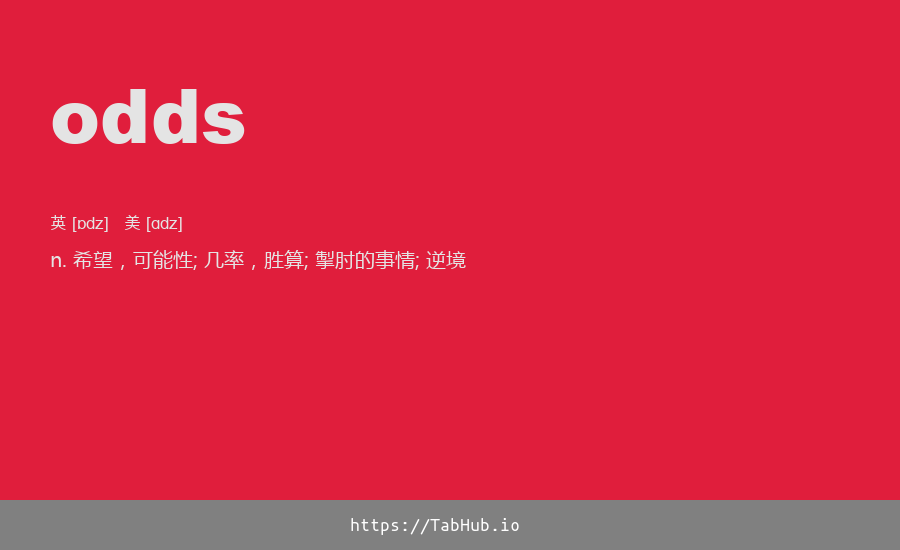 odds
英 [ɒdz] 美 [ɑdz]
n. 希望，可能性; 几率，胜算; 掣肘的事情; 逆境
https://TabHub.io